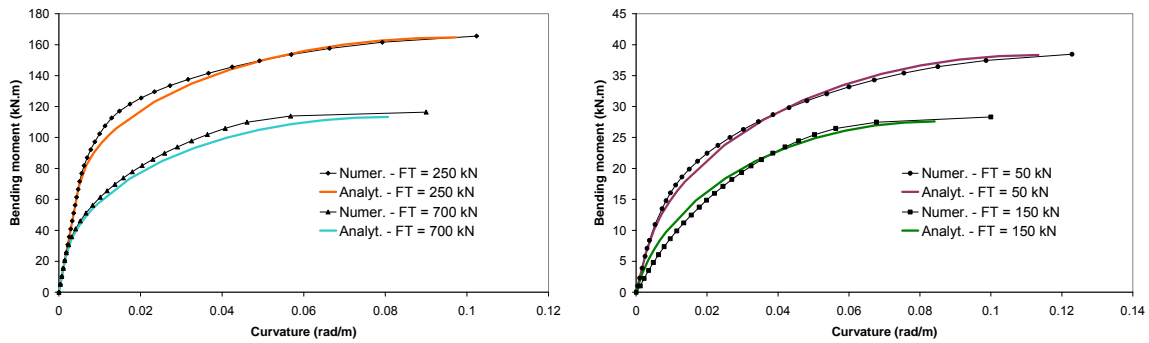 180
160
140
120
100
80
60
40
20
0
Bending moment (kN.m)
0
0.02
0.04
0.06
0.08
0.1
0.12
Curvature (rad/m)
Numer. - FT = 250 kN
Analyt. - FT = 250 kN
Numer. - FT = 700 kN
Analyt. - FT = 700 kN
45
40
35
30
25
20
15
10
5
0
Bending moment (kN.m)
0
0.02
0.04
0.06
0.08
0.1
0.12
0.14
Curvature (rad/m)
Numer. - FT = 50 kN
Analyt. - FT = 50 kN
Numer. - FT = 150 kN
Analyt. - FT = 150 kN